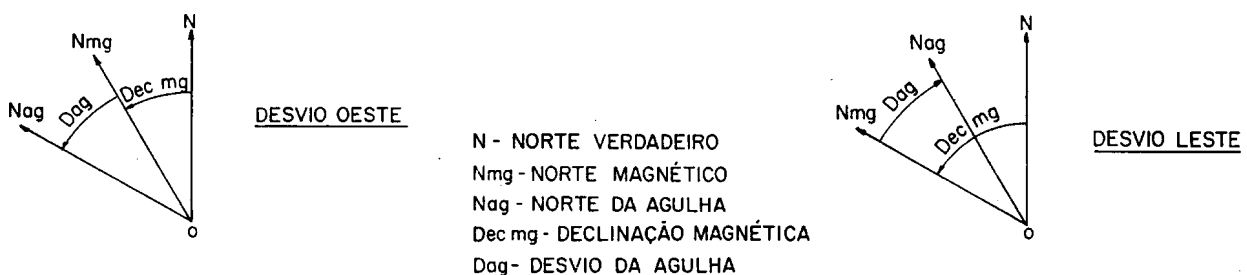 N
Nmg
Nag
Dag
Dec mg
O
DESVIO OESTE
N - NORTE VERDADEIRO
Nmg - NORTE MAGNÉTICO
Nag - NORTE DA AGULHA
Dec mg - DECLINAÇÃO MAGNÉTICA
Dag - DESVIO DA AGULHA
N
Nag
Nmg
Dag
Dec mg
O
DESVIO LESTE